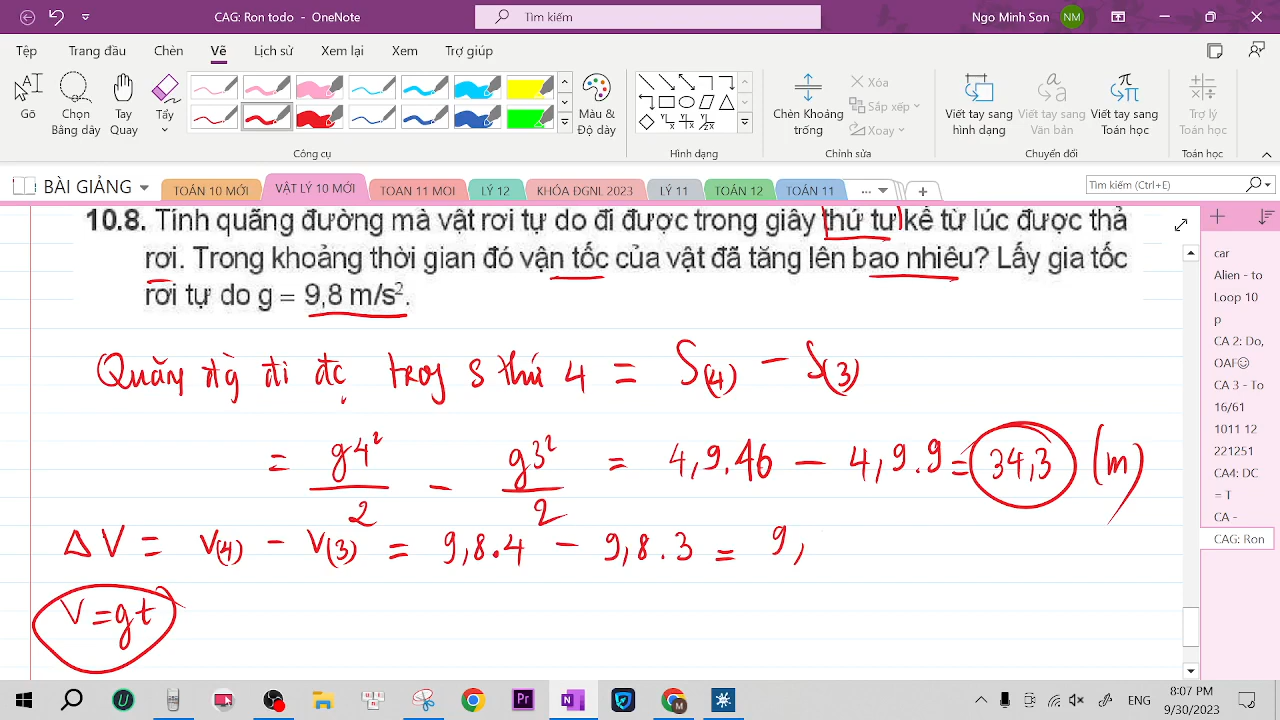 CAG: Ron todo - OneNote
Tìm kiếm
Ngo Minh Son NM
Tệp Trang đầu Chèn Vẽ Lịch sử Xem lại Xem Trợ giúp
Gõ Chọn Bằng dây Tay Quay
Màu & Độ dày
Chèn Khoảng trống
Xóa
Sắp xếp
Xoay
Viết tay sang hình dạng Viết tay sang Văn bản Viết tay sang Toán học
Trợ lý Toán học
Công cụ Hình dạng Chỉnh sửa Chuyển đổi Toán học
BÀI GIẢNG TOÁN 10 MỚI VẬT LÝ 10 MỚI TOAN 11 MOI LÝ 12 KHÓA DGNL 2023 LÝ 11 TOÁN 12 TOÁN 11 ... +
Tìm kiếm (Ctrl+E)
10.8. Tính quãng đường mà vật rơi tự do đi được trong giây thứ tư kể từ lúc được thả
rơi. Trong khoảng thời gian đó vận tốc của vật đã tăng lên bao nhiêu? Lấy gia tốc
rơi tự do g = 9,8 m/s².
Quãng đg đi đc trong s thứ 4 = S(4) - S(3)
= g4²/2 - g3²/2 = 4,9.16 - 4,9.9 = 34,3 (m)
ΔV = V(4) - V(3) = 9,8.4 - 9,8.3 = 9,
V = gt
car
Alien - to
Loop 10
p
CA 2: Do,
OAI☺
CA 3 - To
16/61
1011 12
221251
CA4: DC
= T
CA -
CAG: Ron
ENG
8:07 PM
9/30/2023